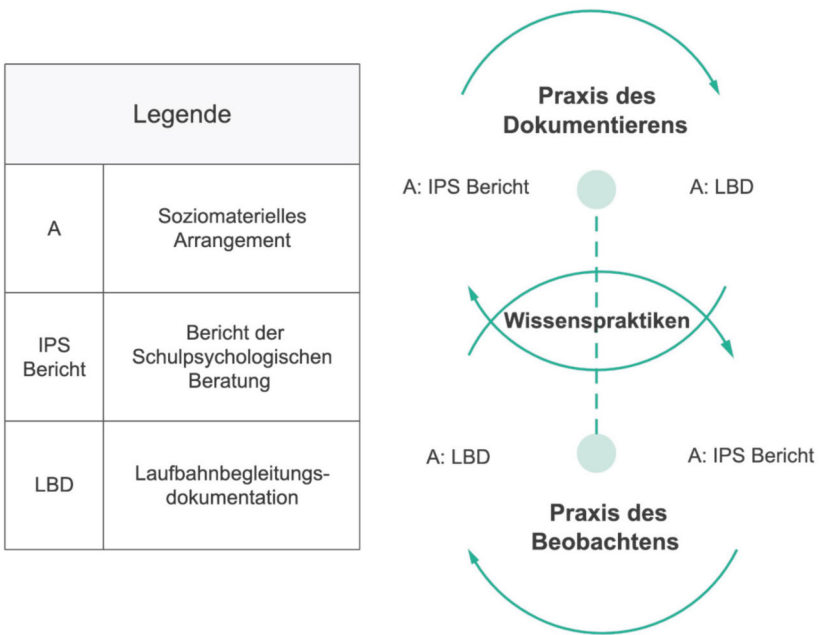 Legende
A
Soziomaterielles
Arrangement
IPS
Bericht
Bericht der
Schulpsychologischen
Beratung
LBD
Laufbahnbegleitungs-
dokumentation
Praxis des
Dokumentierens
A: IPS Bericht
A: LBD
Wissenspraktiken
A: LBD
A: IPS Bericht
Praxis des
Beobachtens